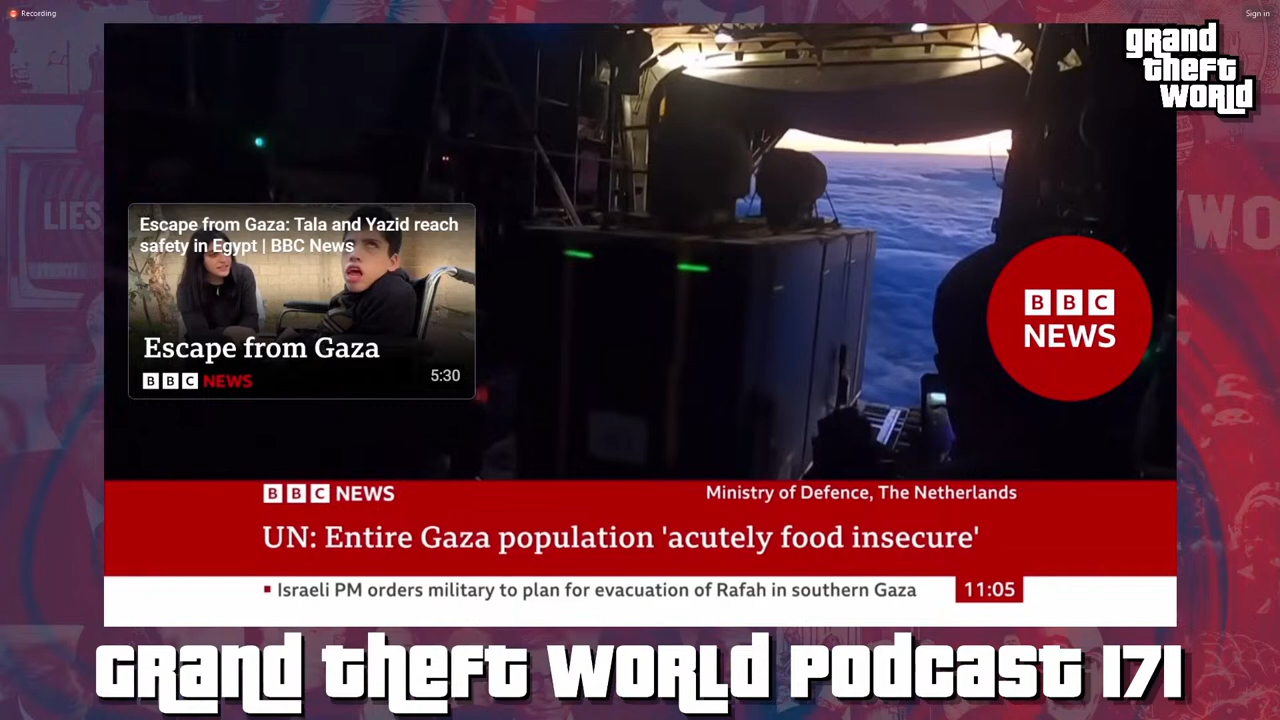 Recording
Sign in
grand
theft
WORLD
LIES
WO
Escape from Gaza: Tala and Yazid reach
safety in Egypt | BBC News
Escape from Gaza
BBC NEWS
5:30
BBC
NEWS
BBC NEWS
Ministry of Defence, The Netherlands
UN: Entire Gaza population 'acutely food insecure'
Israeli PM orders military to plan for evacuation of Rafah in southern Gaza
11:05
Grand theft WORLD PODCAST 171